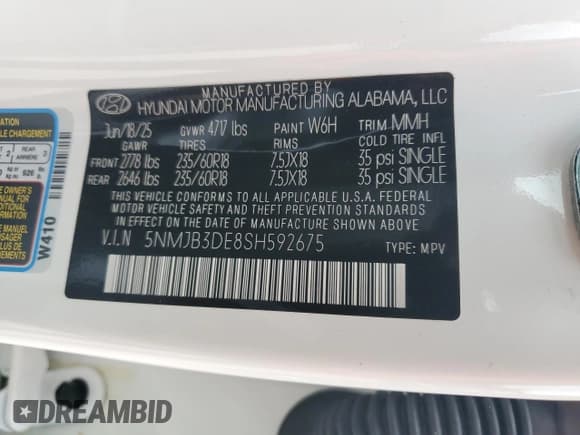 MANUFACTURED BY
HYUNDAI MOTOR MANUFACTURING ALABAMA, LLC
Jun/18/25 GVWR 4717 lbs PAINT W6H TRIM MMH
GAWR TIRES RIMS COLD TIRE INFL
FRONT 2778 lbs 235/60R18 7.5JX18 35 psi SINGLE
REAR 2646 lbs 235/60R18 7.5JX18 35 psi SINGLE
THIS VEHICLE CONFORMS TO ALL APPLICABLE U.S.A. FEDERAL
MOTOR VEHICLE SAFETY AND THEFT PREVENTION STANDARDS
IN EFFECT ON THE DATE OF MANUFACTURE SHOWN ABOVE.
V.I.N 5NMJB3DE8SH592675 TYPE: MPV
CHARGEMENT
926
W410
DREAMBID